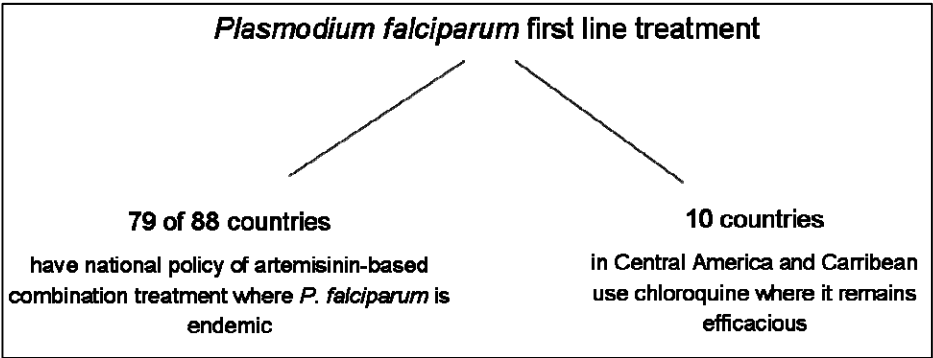 Plasmodium falciparum first line treatment
79 of 88 countries
have national policy of artemisinin-based
combination treatment where P. falciparum is
endemic
10 countries
in Central America and Carribean
use chloroquine where it remains
efficacious